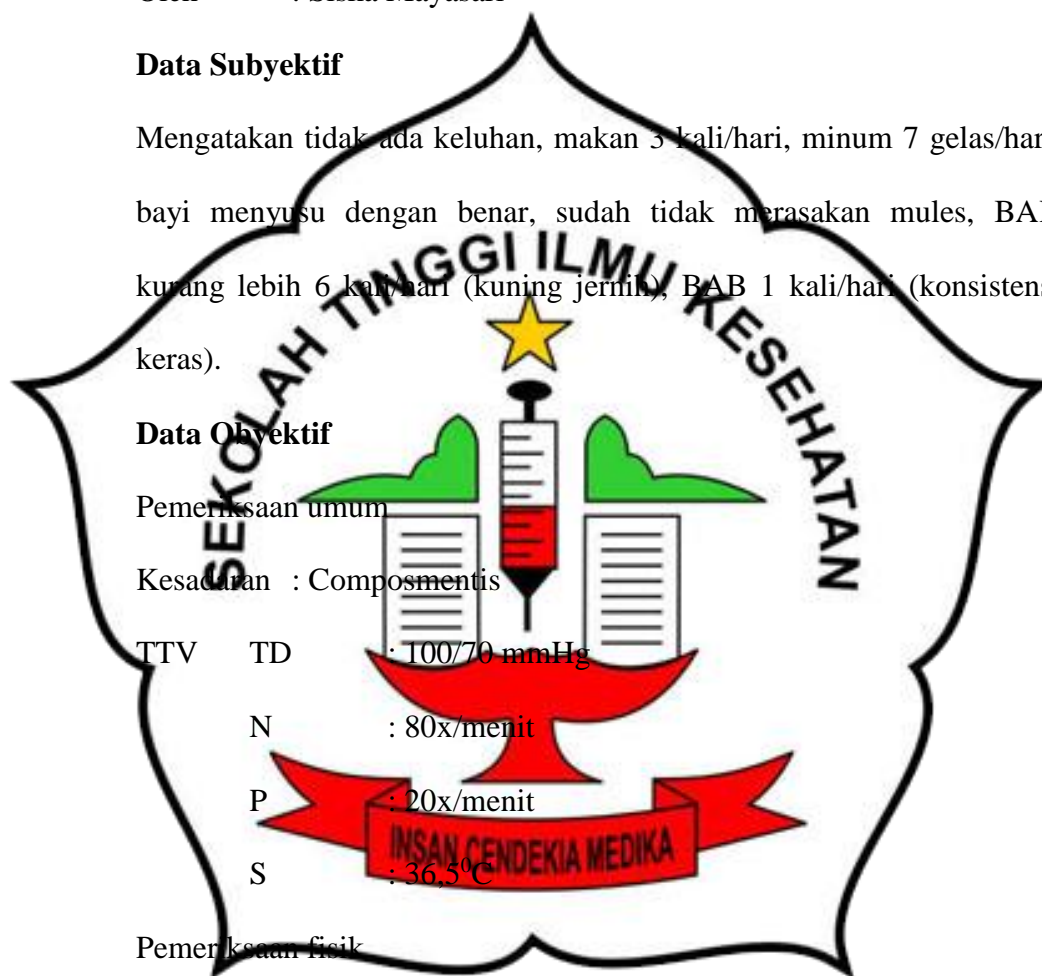 : Siska Mayasari
Data Subyektif
Mengatakan tidak ada keluhan, makan 3 kali/hari, minum 7 gelas/hari
bayi menyusu dengan benar, sudah tidak merasakan mules, BAK
kurang lebih 6 kali/hari (kuning jernih), BAB 1 kali/hari (konsistensi
keras).
Data Obyektif
Pemeriksaan umum
Kesadaran : Composmentis
TTV TD : 100/70 mmHg
N : 80x/menit
P : 20x/menit
S : 36,5⁰C
Pemeriksaan fisik
SEKOLAH TINGGI ILMU KESEHATAN
INSAN CENDEKIA MEDIKA